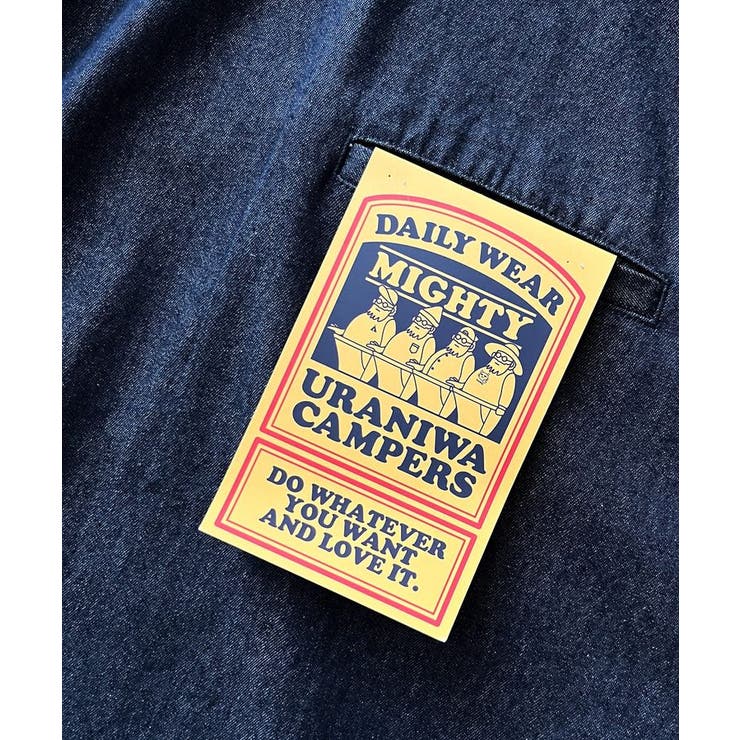 DAILY WEAR
MIGHTY
URANIWA
CAMPERS
DO WHATEVER
YOU WANT
AND LOVE IT.